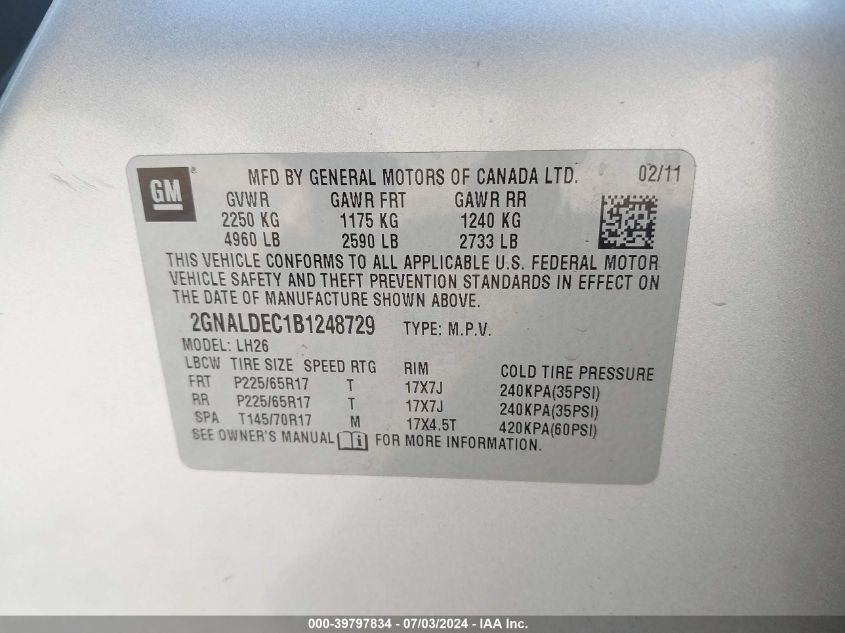 GM ® MFD BY GENERAL MOTORS OF CANADA LTD. 02/11
GVWR GAWR FRT GAWR RR
2250 KG 1175 KG 1240 KG
4960 LB 2590 LB 2733 LB
THIS VEHICLE CONFORMS TO ALL APPLICABLE U.S. FEDERAL MOTOR
VEHICLE SAFETY AND THEFT PREVENTION STANDARDS IN EFFECT ON
THE DATE OF MANUFACTURE SHOWN ABOVE.
2GNALDEC1B1248729 TYPE: M.P.V.
MODEL: LH26
LBCW TIRE SIZE SPEED RTG RIM COLD TIRE PRESSURE
FRT P225/65R17 T 17X7J 240KPA(35PSI)
RR P225/65R17 T 17X7J 240KPA(35PSI)
SPA T145/70R17 M 17X4.5T 420KPA(60PSI)
SEE OWNER'S MANUAL i FOR MORE INFORMATION.
000-39797834 - 07/03/2024 - IAA Inc.